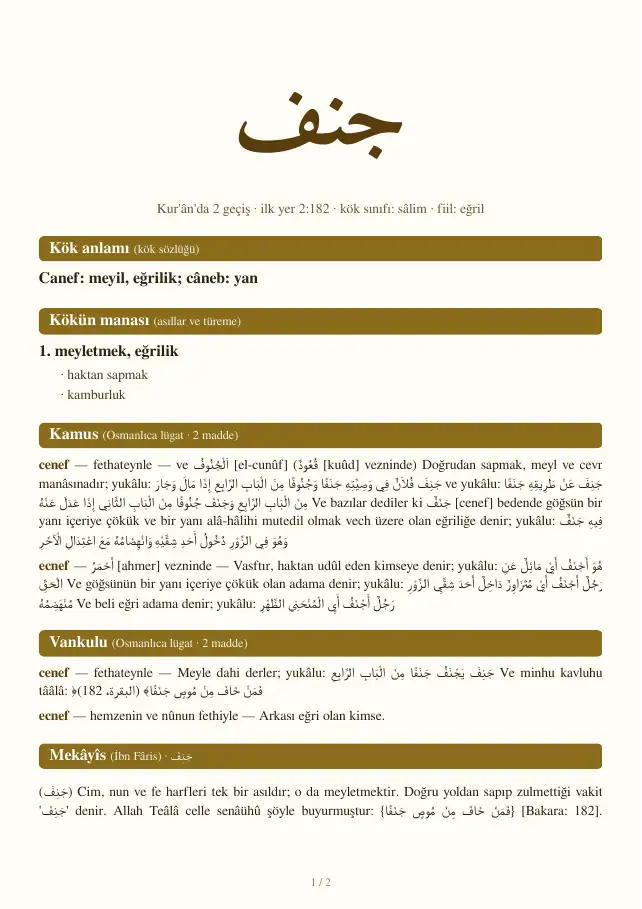 جنف
Kur'ân'da 2 geçiş · ilk yer 2:182 · kök sınıfı: sâlim · fiil: eğril
Kök anlamı (kök sözlüğü)
Canef: meyil, eğrilik; câneb: yan
Kökün manası (asıllar ve türeme)
1. meyletmek, eğrilik
· haktan sapmak
· kamburluk
Kamus (Osmanlıca lügat · 2 madde)
cenef — fethateynle — ve اَلْجُنُوفُ [el-cunûf] (قُعُودٌ [kuûd] vezninde) Doğrudan sapmak, meyl ve cevr
manâsınadır; yukâlu: جَنِفَ فُلاَنٌ فِي وَصِيَّتِهِ جَنَفًا وَجُنُوفًا مِنَ الْبَابِ الرَّابِعِ إِذَا مَالَ وَجَارَ ve yukâlu: جَنِفَ عَنْ طَرِيقِهِ جَنَفًا
مِنَ الْبَابِ الرَّابِعِ وَجَنَفَ جُنُوفًا مِنَ الْبَابِ الثَّانِي إِذَا عَدَلَ عَنْهُ Ve bazılar dediler ki جَنَفٌ [cenef] bedende göğsün bir
yanı içeriye çökük ve bir yanı alâ-hâlihi mutedil olmak vech üzere olan eğriliğe denir; yukâlu: فِيهِ جَنَفٌ
وَهُوَ فِي الزَّوْرِ دُخُولُ أَحَدِ شِقَّيْهِ وَانْهِضَامُهُ مَعَ اعْتِدَالِ الْآخَرِ
ecnef — أَحْمَرُ [ahmer] vezninde — Vasftır, haktan udûl eden kimseye denir; yukâlu: هُوَ أَجْنَفُ أَيْ مَائِلٌ عَنِ
الْحَقِّ Ve göğsünün bir yanı içeriye çökük olan adama denir; yukâlu: رَجُلٌ أَجْنَفُ أَيْ مُتَزَاوِرٌ دَاخِلٌ أَحَدَ شِقَّيِ الزَّوْرِ
مُنْهَضِمُهُ Ve beli eğri adama denir; yukâlu: رَجُلٌ أَجْنَفُ أَيِ الْمُنْحَنِي الظَّهْرِ
Vankulu (Osmanlıca lügat · 2 madde)
cenef — fethateynle — Meyle dahi derler; yukâlu: جَنِفَ يَجْنَفُ جَنَفًا مِنَ الْبَابِ الرَّابِعِ Ve minhu kavluhu
tââlâ: ﴿فَمَنْ خَافَ مِنْ مُوصٍ جَنَفًا﴾ (البقرة، 182)
ecnef — hemzenin ve nûnun fethiyle — Arkası eğri olan kimse.
Mekâyîs (İbn Fâris) · جَنِفَ
(جَنِفَ) Cim, nun ve fe harfleri tek bir asıldır; o da meyletmektir. Doğru yoldan sapıp zulmettiği vakit
'جَنِفَ' denir. Allah Teâlâ celle senâühû şöyle buyurmuştur: {فَمَنْ خَافَ مِنْ مُوصٍ جَنَفًا} [Bakara: 182].
1 / 2